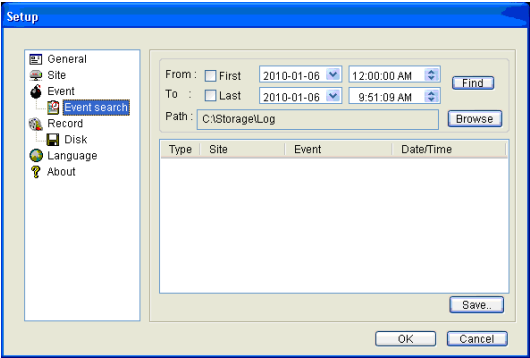 Setup
General
Site
Event
Event search
Record
Disk
Language
About
From : First 2010-01-06 12:00:00 AM Find
To : Last 2010-01-06 9:51:09 AM
Path : C:\Storage\Log Browse
Type Site Event Date/Time
Save..
OK Cancel